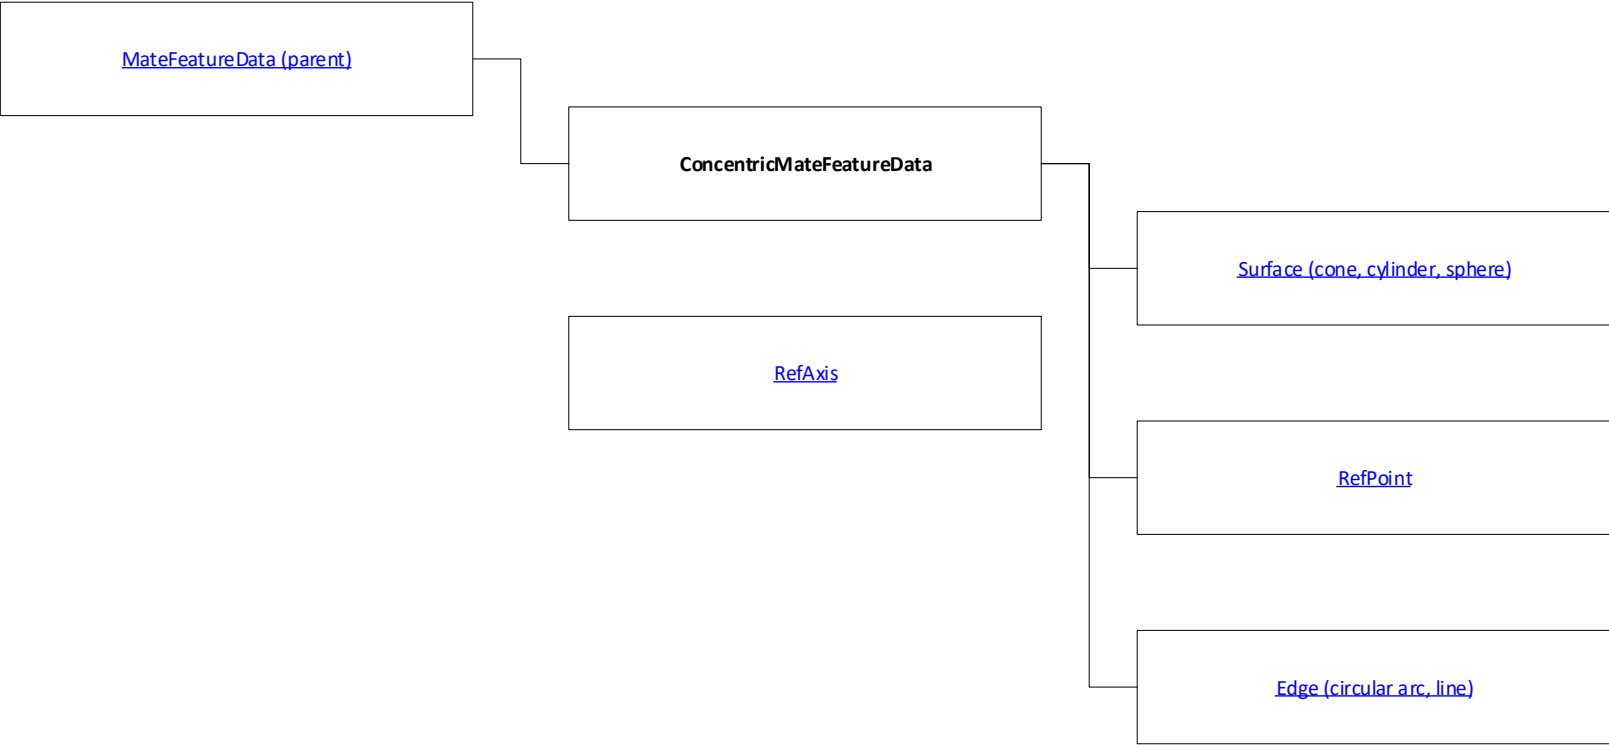 MateFeatureData (parent)
ConcentricMateFeatureData
Surface (cone, cylinder, sphere)
RefAxis
RefPoint
Edge (circular arc, line)